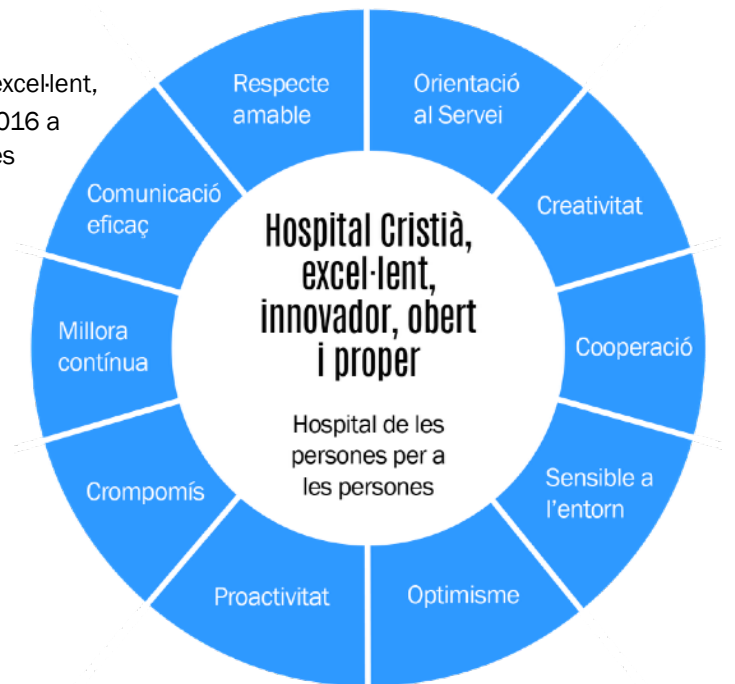 excel·lent,
016 a
es
Respecte
amable
Orientació
al Servei
Creativitat
Cooperació
Sensible a
l'entorn
Optimisme
Proactivitat
Crompomís
Millora
contínua
Comunicació
eficaç
Hospital Cristià,
excel·lent,
innovador, obert
i proper
Hospital de les
persones per a
les persones